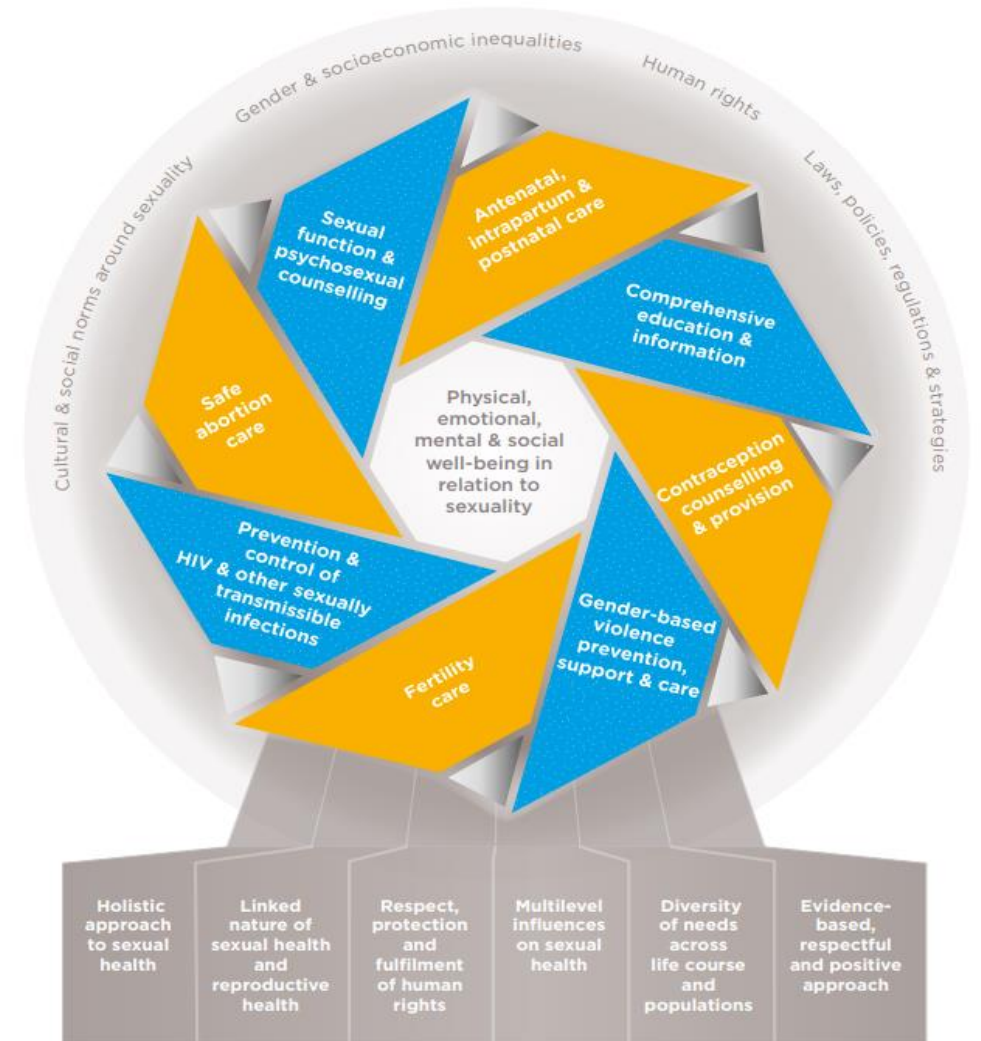 Cultural & social norms around sexuality
Gender & socioeconomic inequalities
Human rights
Laws, policies, regulations & strategies
Sexual
function &
psychosexual
counselling
Antenatal,
intrapartum &
postnatal care
Comprehensive
education &
information
Safe
abortion
care
Physical,
emotional,
mental & social
well-being in
relation to
sexuality
Contraception
counselling
& provision
Prevention &
control of
HIV & other sexually
transmissible
infections
Fertility
care
Gender-based
violence
prevention,
support & care
Holistic
approach
to sexual
health
Linked
nature of
sexual health
and
reproductive
health
Respect,
protection
and
fulfilment
of human
rights
Multilevel
influences
on sexual
health
Diversity
of needs
across
life course
and
populations
Evidence-
based,
respectful
and positive
approach